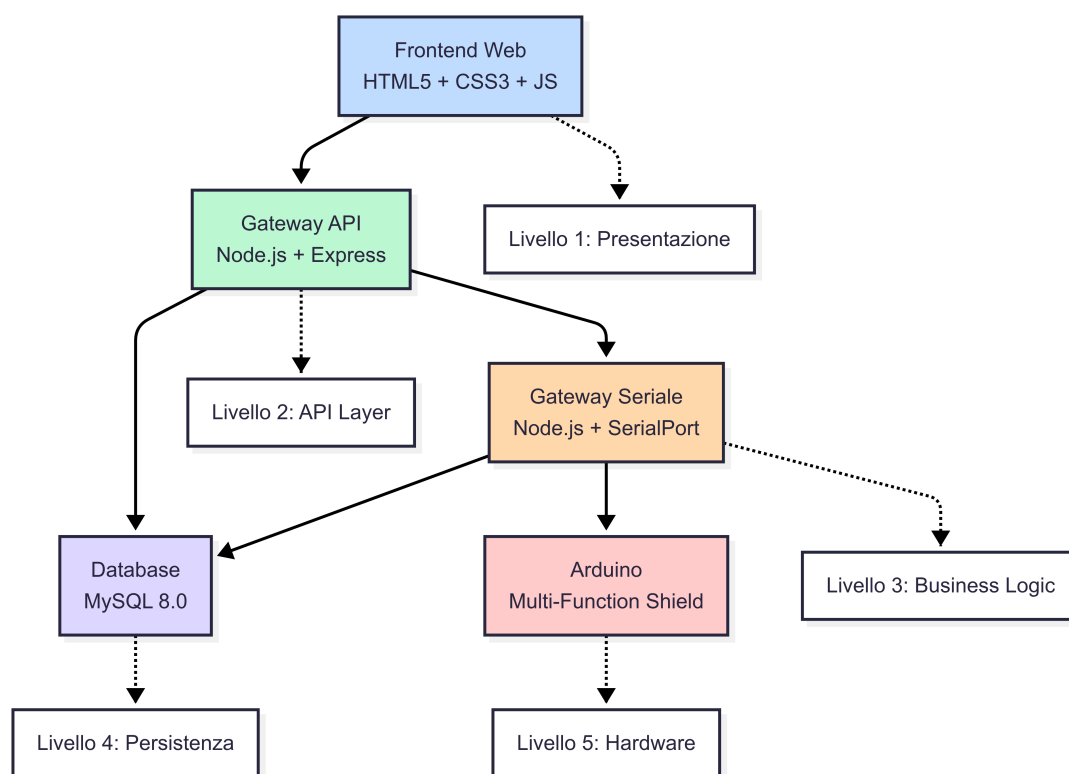 Frontend Web
HTML5 + CSS3 + JS
Gateway API
Node.js + Express
Livello 1: Presentazione
Livello 2: API Layer
Gateway Seriale
Node.js + SerialPort
Database
MySQL 8.0
Arduino
Multi-Function Shield
Livello 3: Business Logic
Livello 4: Persistenza
Livello 5: Hardware